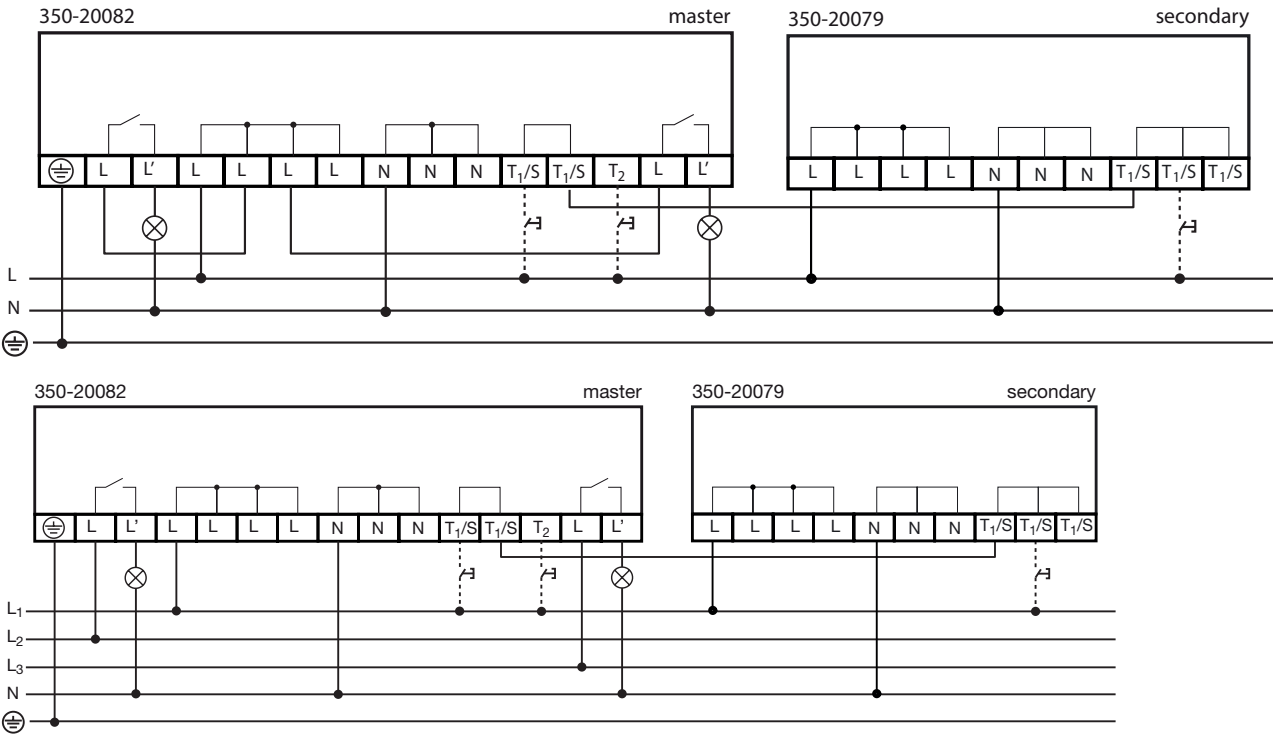 350-20082 master 350-20079 secondary
L L' L L L L N N N T₁/S T₁/S T₂ L L' L L L L N N N T₁/S T₁/S T₁/S
L
N
350-20082 master 350-20079 secondary
L L' L L L L N N N T₁/S T₁/S T₂ L L' L L L L N N N T₁/S T₁/S T₁/S
L₁
L₂
L₃
N